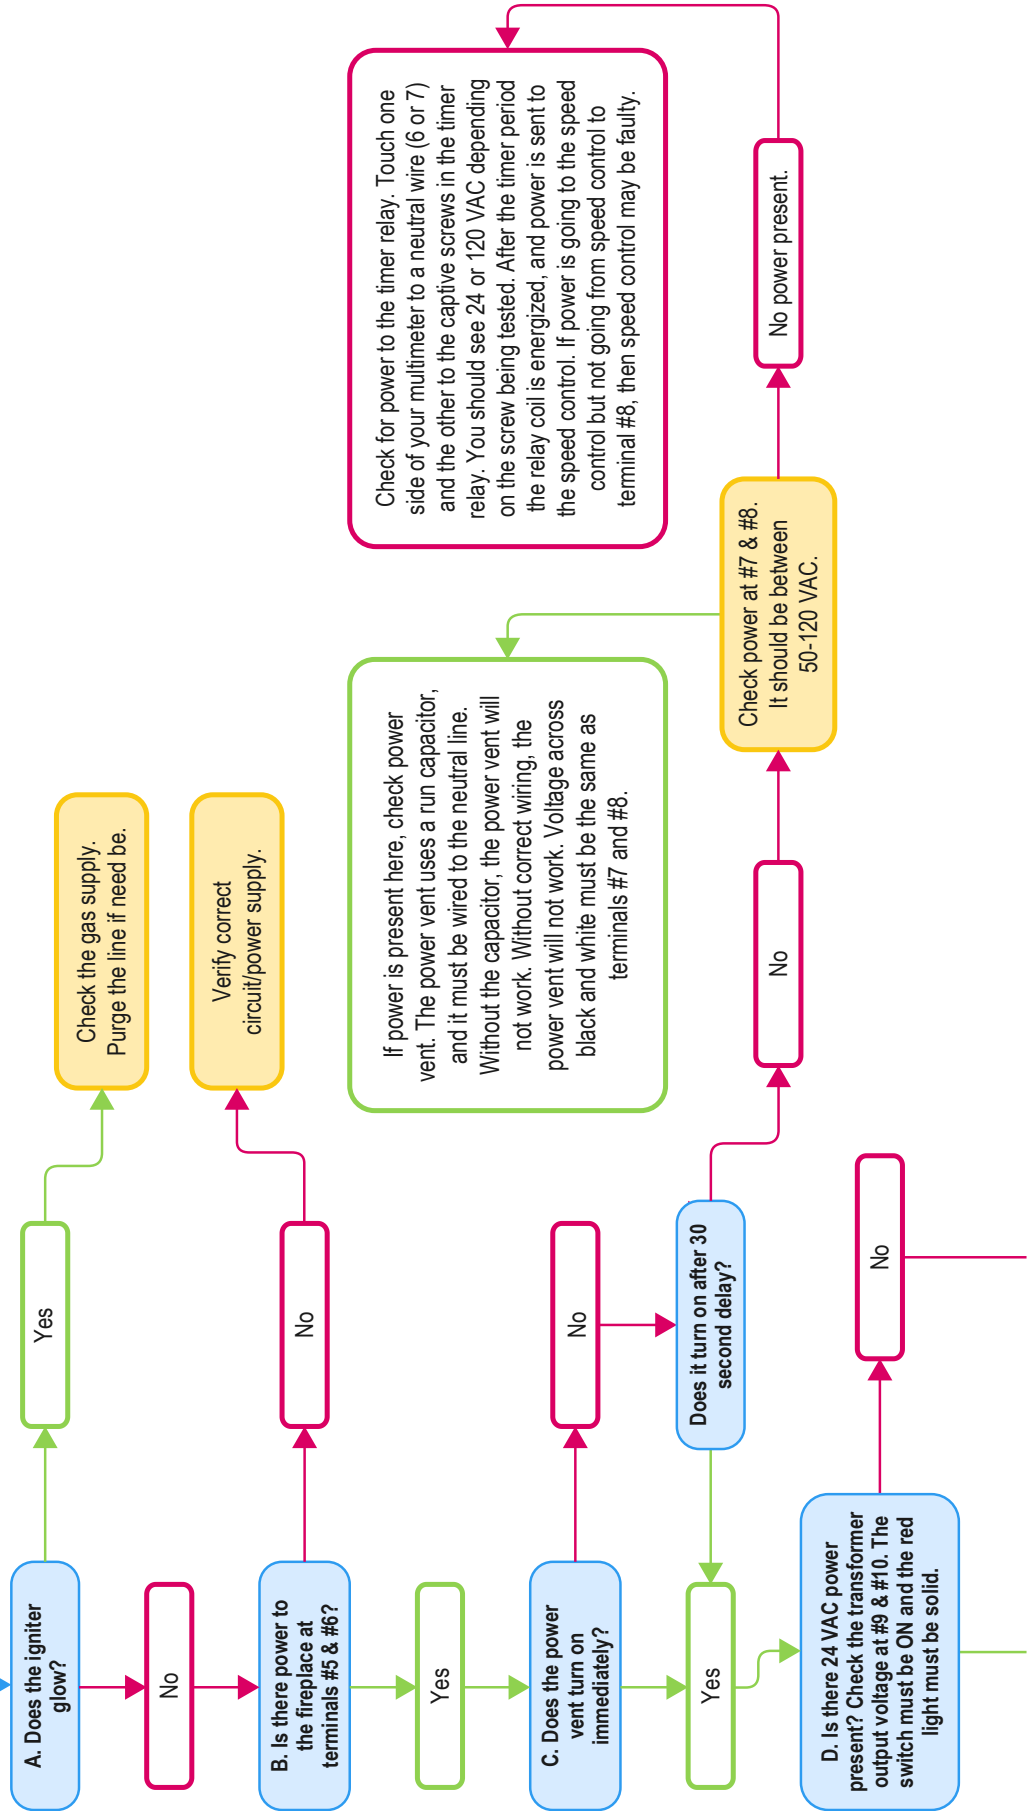 A. Does the igniter
glow?
Yes
Check the gas supply.
Purge the line if need be.
No
B. Is there power to
the fireplace at
terminals #5 & #6?
No
Verify correct
circuit/power supply.
Yes
C. Does the power
vent turn on
immediately?
No
Does it turn on after 30
second delay?
No
Check power at #7 & #8.
It should be between
50-120 VAC.
If power is present here, check power
vent. The power vent uses a run capacitor,
and it must be wired to the neutral line.
Without the capacitor, the power vent will
not work. Without correct wiring, the
power vent will not work. Voltage across
black and white must be the same as
terminals #7 and #8.
No power present.
Check for power to the timer relay. Touch one
side of your multimeter to a neutral wire (6 or 7)
and the other to the captive screws in the timer
relay. You should see 24 or 120 VAC depending
on the screw being tested. After the timer period
the relay coil is energized, and power is sent to
the speed control. If power is going to the speed
control but not going from speed control to
terminal #8, then speed control may be faulty.
Yes
D. Is there 24 VAC power
present? Check the transformer
output voltage at #9 & #10. The
switch must be ON and the red
light must be solid.
No